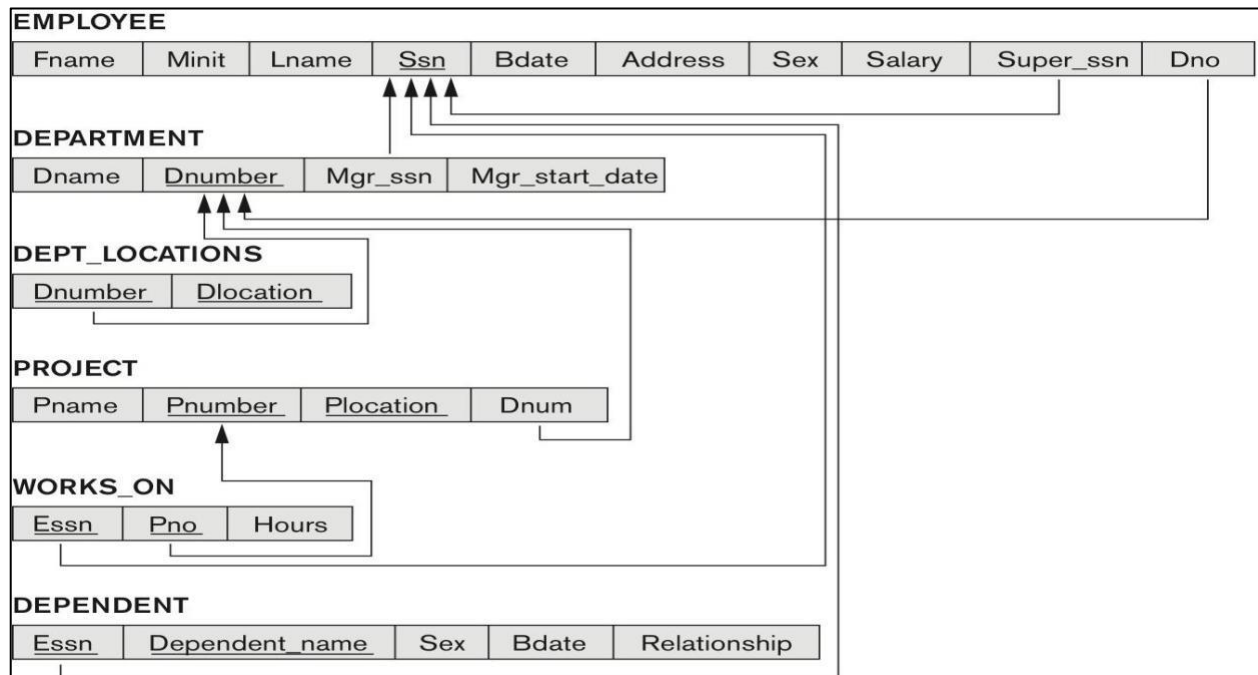 EMPLOYEE
Fname Minit Lname Ssn Bdate Address Sex Salary Super_ssn Dno
DEPARTMENT
Dname Dnumber Mgr_ssn Mgr_start_date
DEPT_LOCATIONS
Dnumber Dlocation
PROJECT
Pname Pnumber Plocation Dnum
WORKS_ON
Essn Pno Hours
DEPENDENT
Essn Dependent_name Sex Bdate Relationship